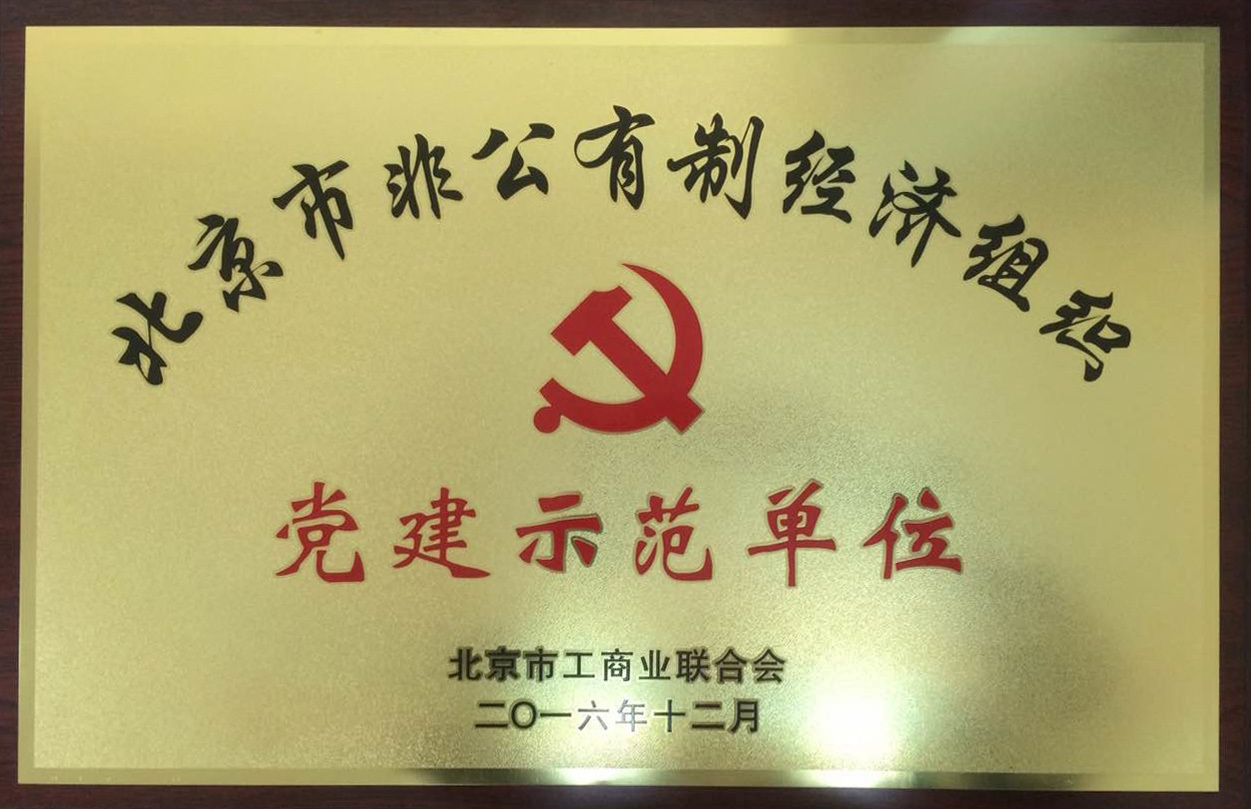 北京市非公有制经济组织
党建示范单位
北京市工商业联合会
二〇一六年十二月